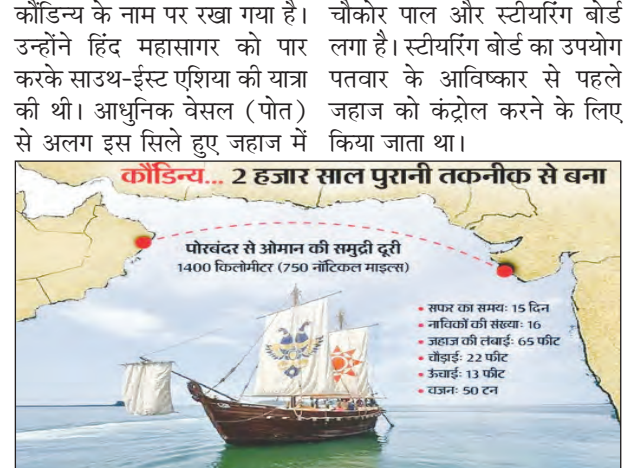 कौंडिन्य के नाम पर रखा गया है।
उन्होंने हिंद महासागर को पार
करके साउथ-ईस्ट एशिया की यात्रा
की थी। आधुनिक वेसल (पोत)
से अलग इस सिले हुए जहाज में
चौकोर पाल और स्टीयरिंग बोर्ड
लगा है। स्टीयरिंग बोर्ड का उपयोग
पतवार के आविष्कार से पहले
जहाज को कंट्रोल करने के लिए
किया जाता था।
कौंडिन्य... 2 हजार साल पुरानी तकनीक से बना
पोरबंदर से ओमान की समुद्री दूरी
1400 किलोमीटर (750 नॉटिकल माइल्स)
• सफर का समयः 15 दिन
• नाविकों की संख्याः 16
• जहाज की लंबाईः 65 फीट
• चौड़ाईः 22 फीट
• ऊंचाईः 13 फीट
• वजनः 50 टन